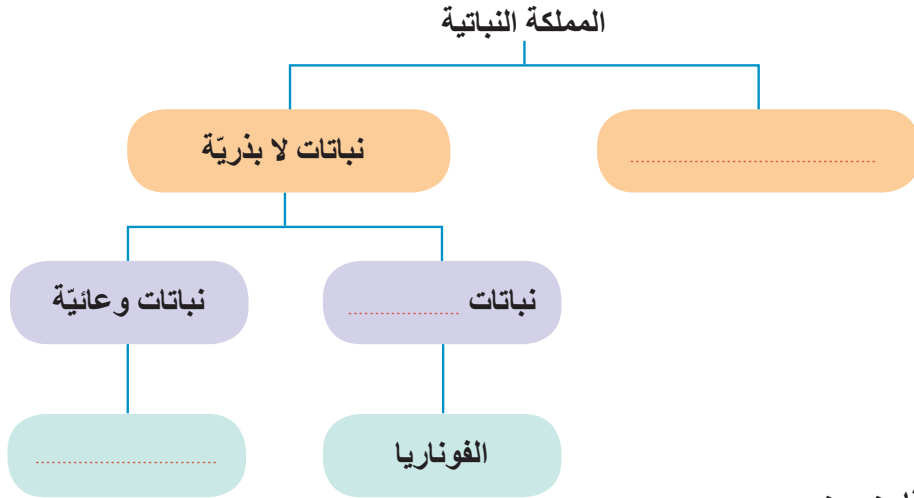 المملكة النباتية
................................
نباتات لا بذريّة
نباتات ..................
نباتات وعائيّة
الفوناريا
................................